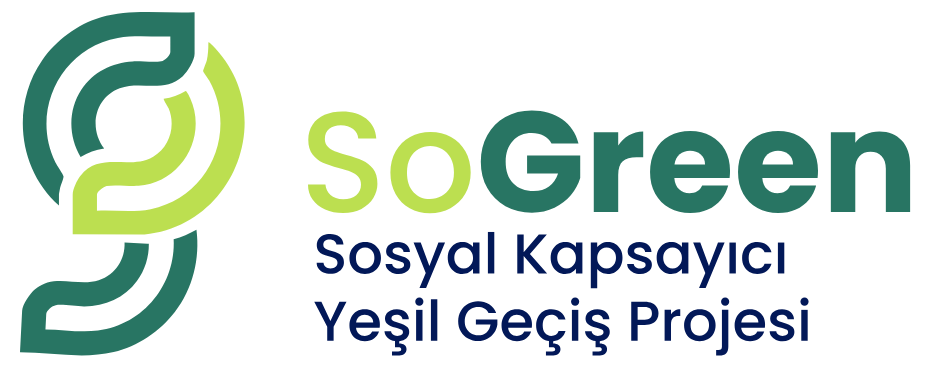 SoGreen
Sosyal Kapsayıcı
Yeşil Geçiş Projesi